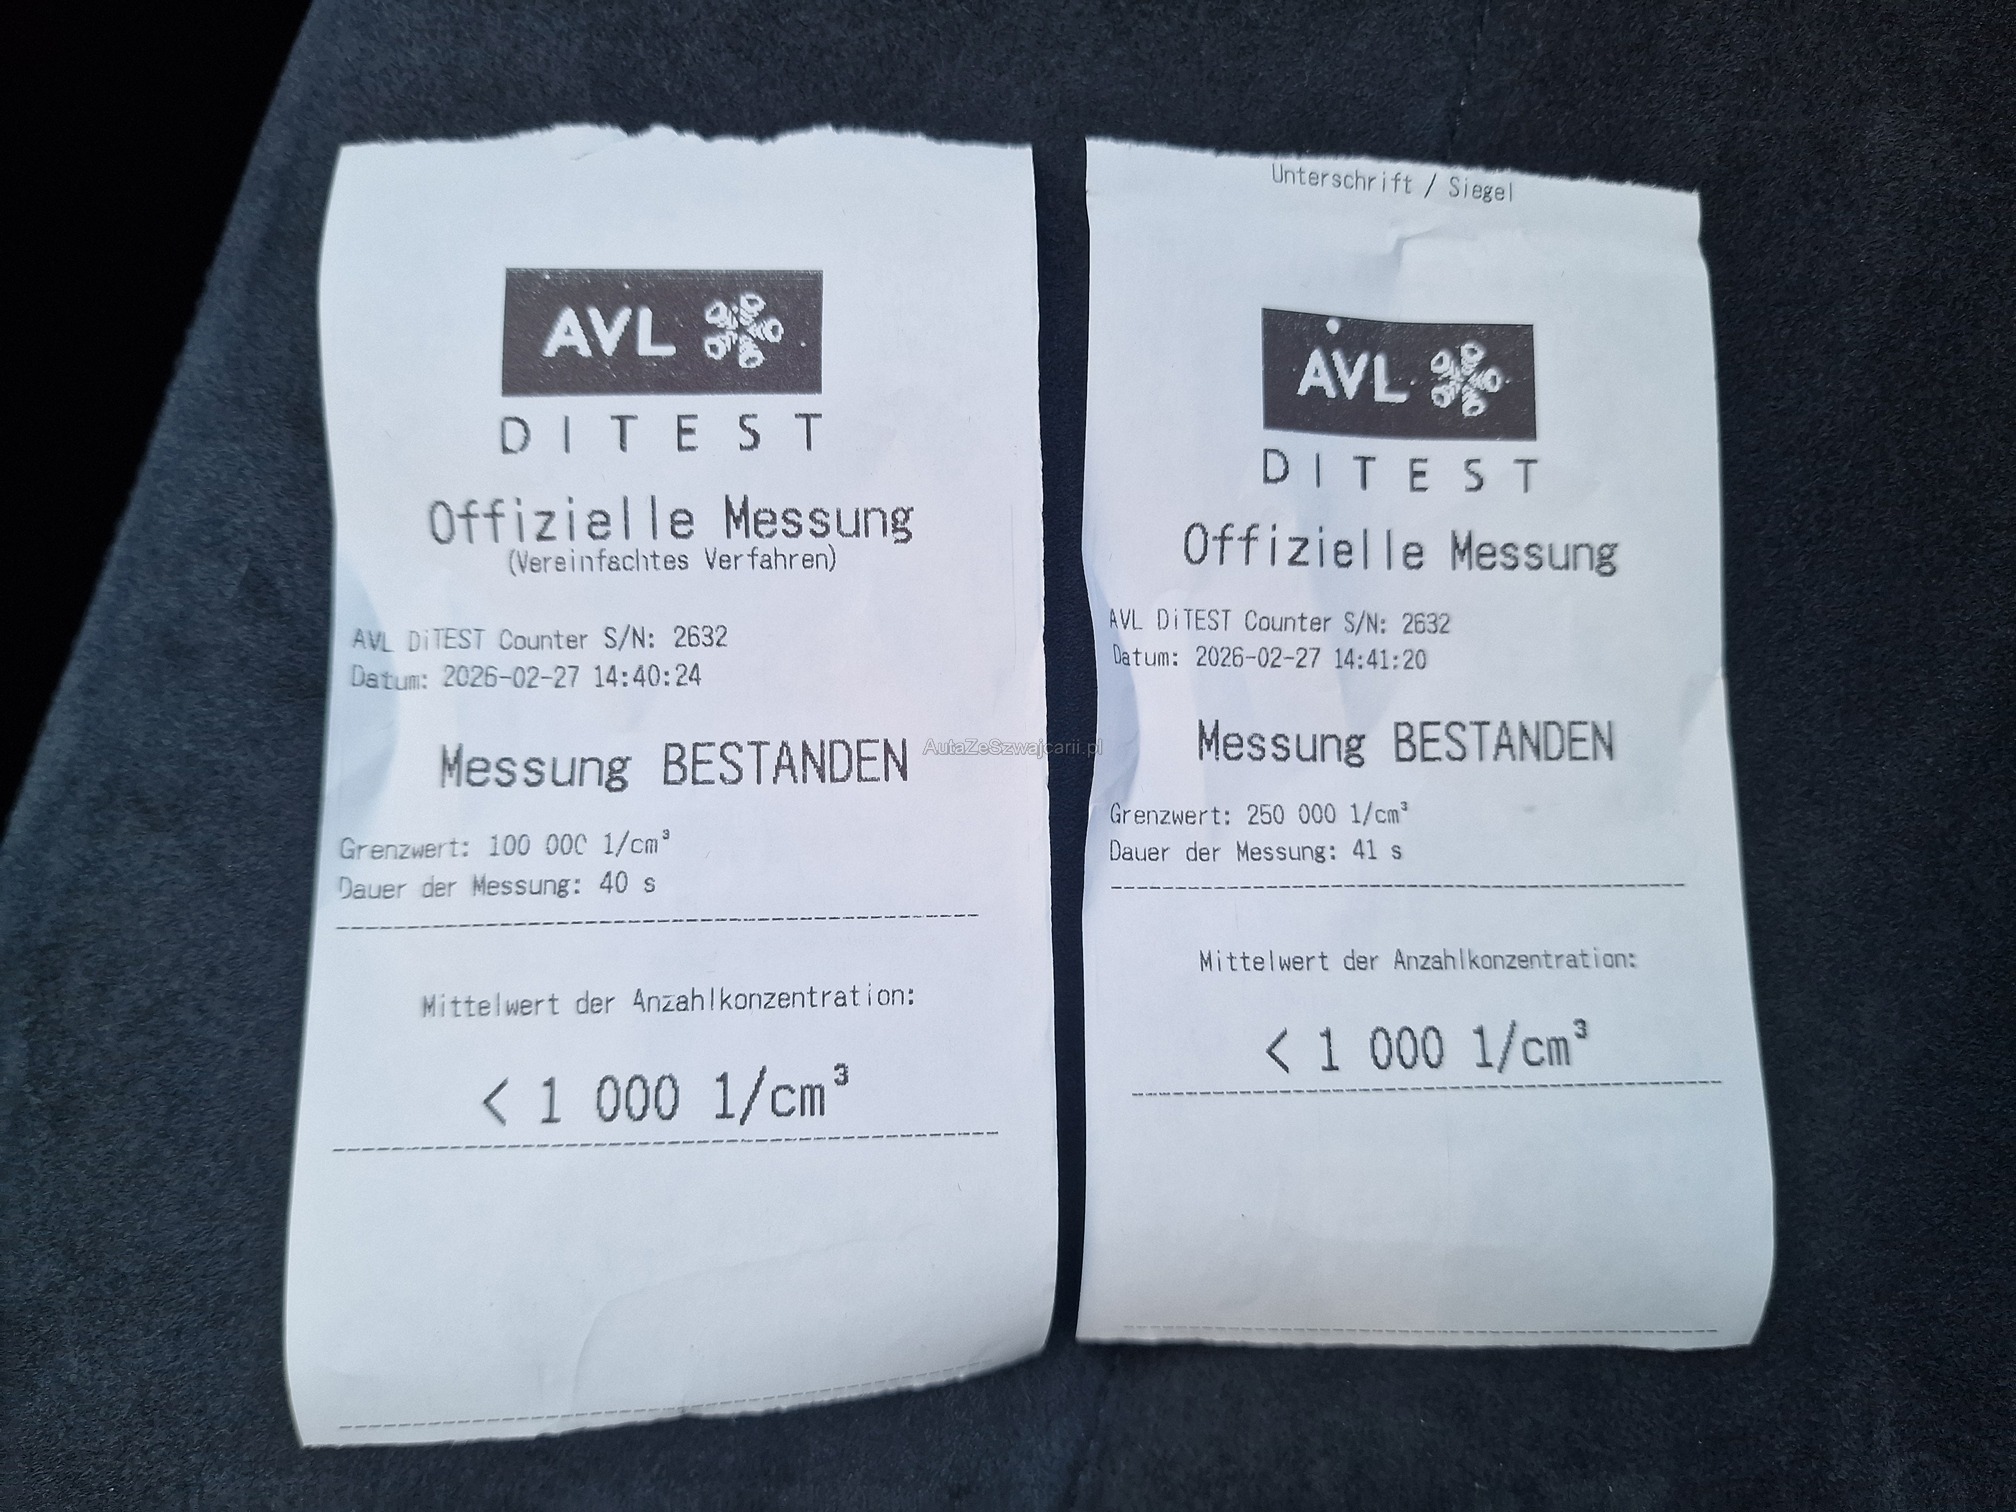 AVL
DITEST
Offizielle Messung
(Vereinfachtes Verfahren)
AVL DiTEST Counter S/N: 2632
Datum: 2026-02-27 14:40:24
Messung BESTANDEN
Grenzwert: 100 000 1/cm³
Dauer der Messung: 40 s
Mittelwert der Anzahlkonzentration:
< 1 000 1/cm³
Unterschrift / Siegel
AVL
DITEST
Offizielle Messung
AVL DiTEST Counter S/N: 2632
Datum: 2026-02-27 14:41:20
Messung BESTANDEN
Grenzwert: 250 000 1/cm³
Dauer der Messung: 41 s
Mittelwert der Anzahlkonzentration:
< 1 000 1/cm³
AutaZeSzwajcarii.pl